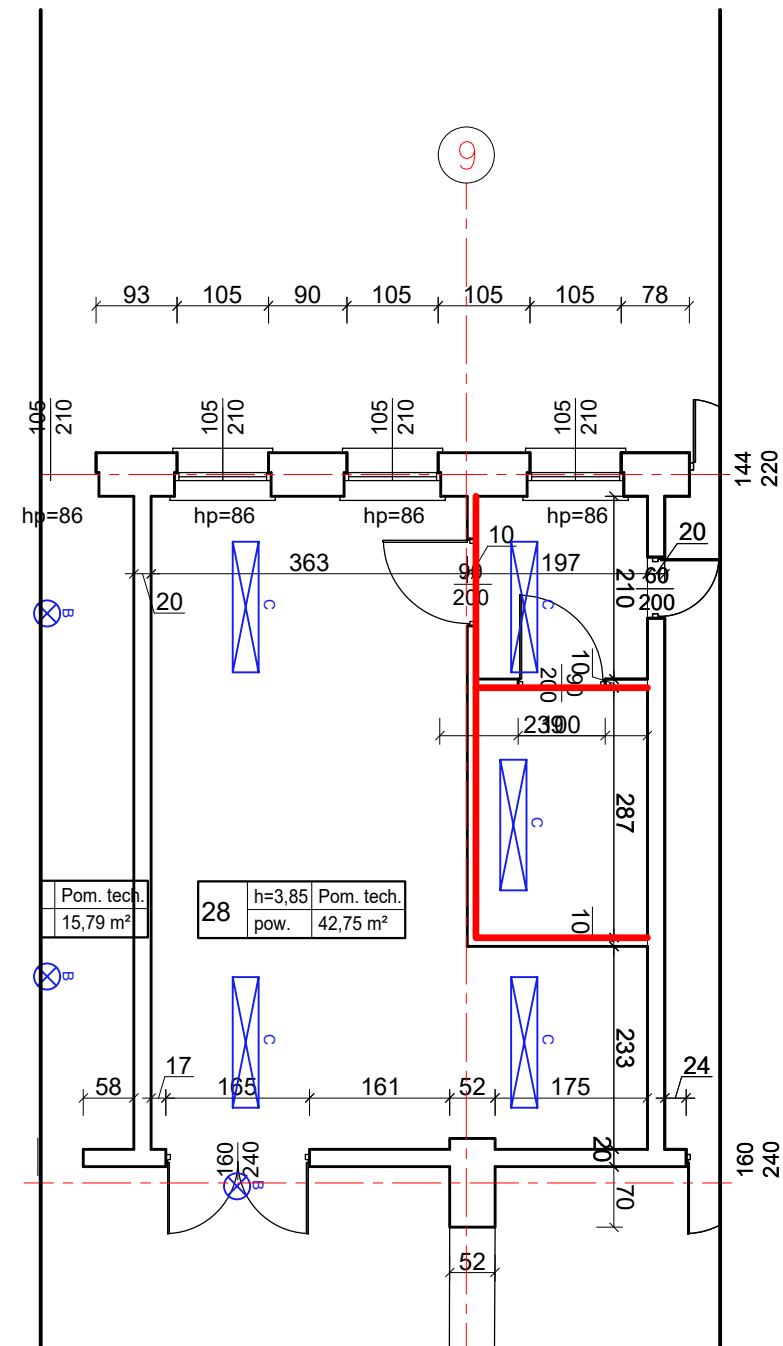 9
93 105 90 105 105 105 78
105
210
105
210
105
210
105
210
144
220
hp=86 hp=86 hp=86 hp=86
10
20
363
197
20
90
200
60
200
210
C
C
B
10
90
200
239
100
287
C
Pom. tech.
15,79 m²
28 h=3,85 Pom. tech.
pow. 42,75 m²
10
B
C
C
233
58 17 165 161 52 175 24
160
240
20
160
240
B
70
52